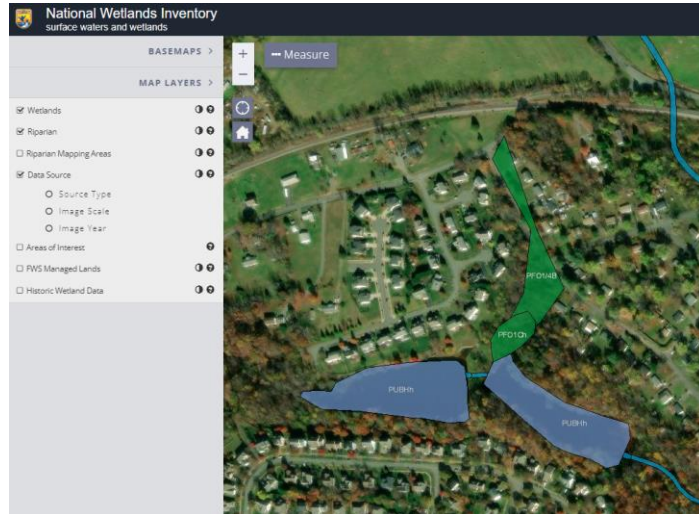 National Wetlands Inventory
surface waters and wetlands
BASEMAPS >
MAP LAYERS >
Wetlands
Riparian
Riparian Mapping Areas
Data Source
Source Type
Image Scale
Image Year
Areas of Interest
FWS Managed Lands
Historic Wetland Data
+
Measure
−
PFO1/4B
PFO1Ch
PUBHh
PUBHh